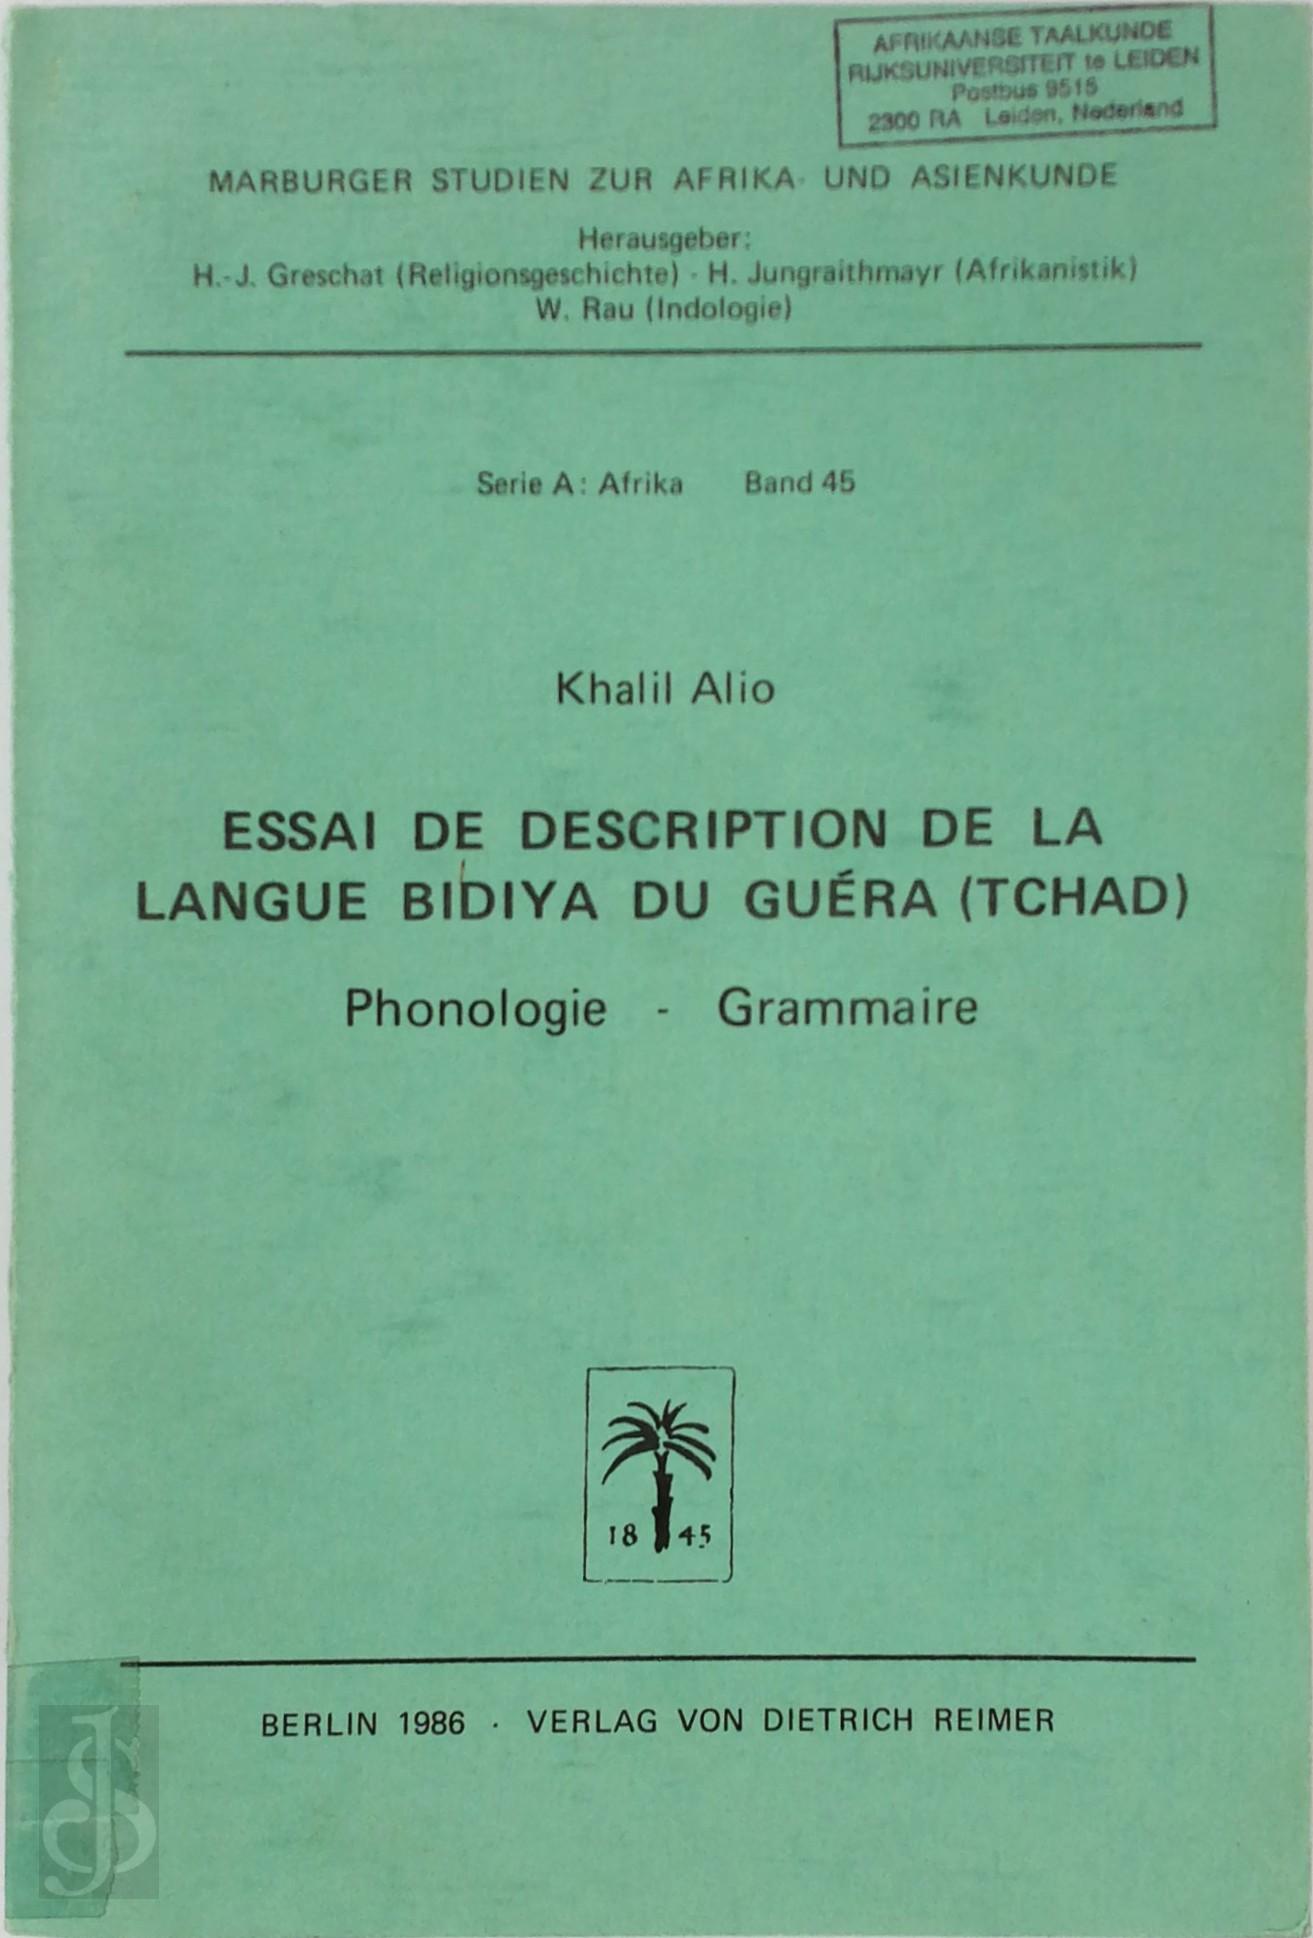 AFRIKAANSE TAALKUNDE
RIJKSUNIVERSITEIT te LEIDEN
Postbus 9515
2300 RA Leiden, Nederland
MARBURGER STUDIEN ZUR AFRIKA- UND ASIENKUNDE
Herausgeber:
H.-J. Greschat (Religionsgeschichte) · H. Jungraithmayr (Afrikanistik)
W. Rau (Indologie)
Serie A: Afrika Band 45
Khalil Alio
ESSAI DE DESCRIPTION DE LA
LANGUE BIDIYA DU GUÉRA (TCHAD)
Phonologie - Grammaire
18 45
BERLIN 1986 · VERLAG VON DIETRICH REIMER